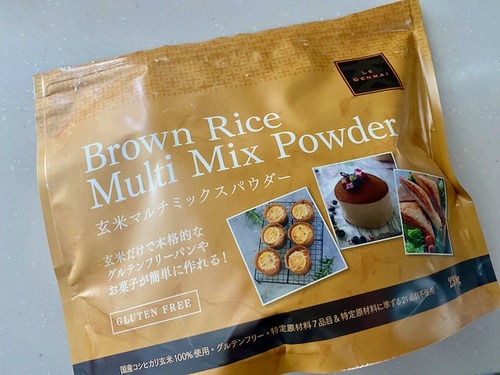 LE
GENMAI
Brown Rice
Multi Mix Powder
玄米マルチミックスパウダー
玄米だけで本格的な
グルテンフリーパンや
お菓子が簡単に作れる!
GLUTEN FREE
200g
国産コシヒカリ玄米100%使用・グルテンフリー・特定原材料7品目&特定原材料に準ずる21品目不使用